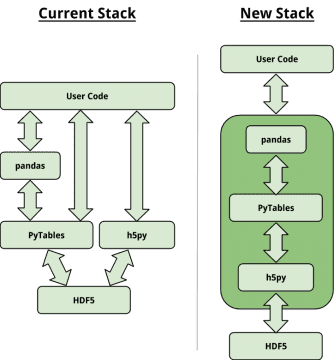 Current Stack
User Code
pandas
PyTables
h5py
HDF5
New Stack
User Code
pandas
PyTables
h5py
HDF5